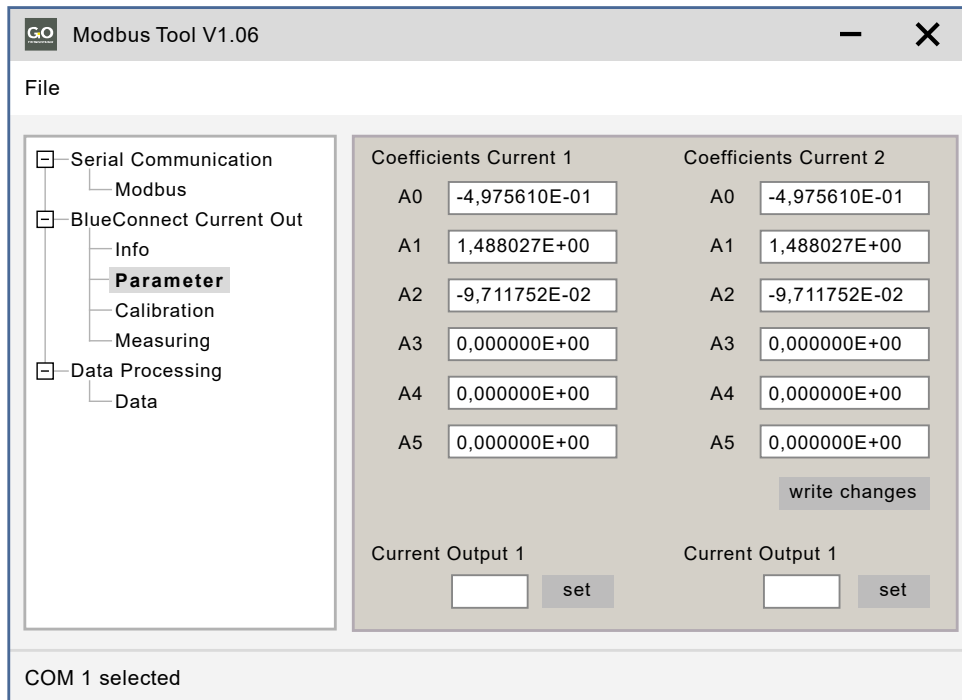 GO
Modbus Tool V1.06
File
Serial Communication
Modbus
BlueConnect Current Out
Info
Parameter
Calibration
Measuring
Data Processing
Data
Coefficients Current 1
A0 -4,975610E-01
A1 1,488027E+00
A2 -9,711752E-02
A3 0,000000E+00
A4 0,000000E+00
A5 0,000000E+00
Coefficients Current 2
A0 -4,975610E-01
A1 1,488027E+00
A2 -9,711752E-02
A3 0,000000E+00
A4 0,000000E+00
A5 0,000000E+00
write changes
Current Output 1
set
Current Output 1
set
COM 1 selected